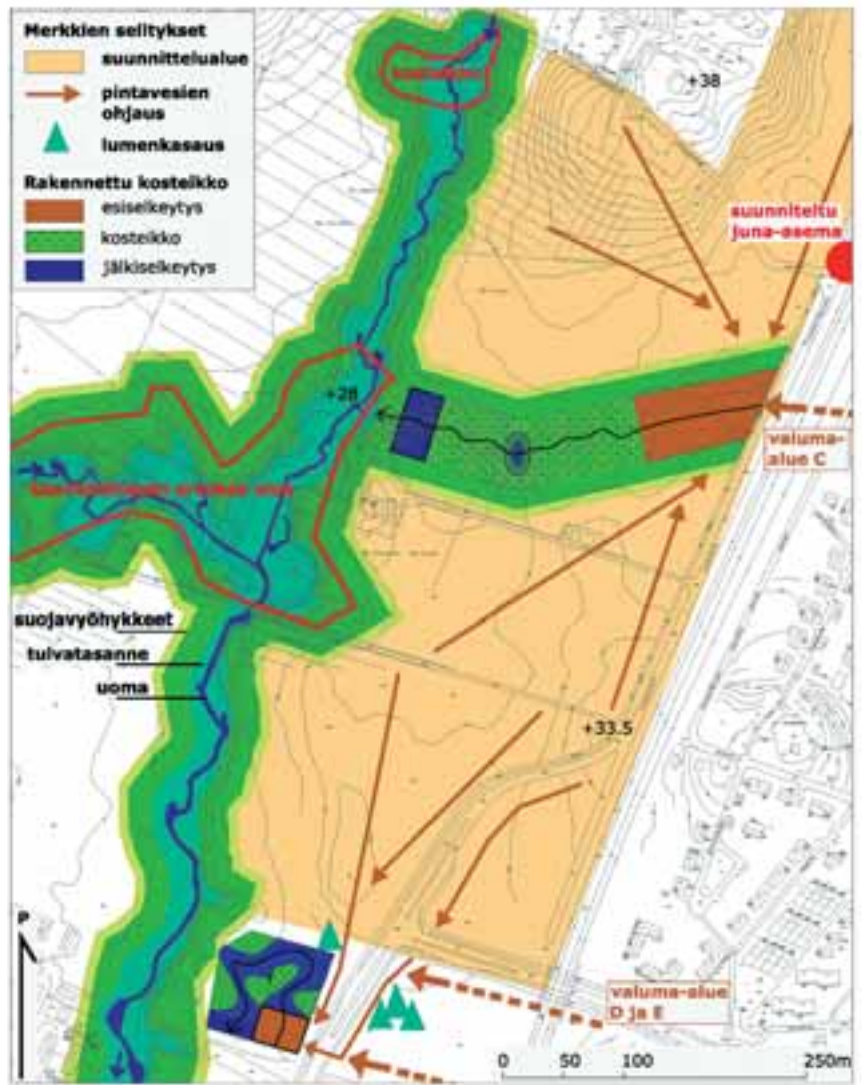 Merkkien selitykset
suunnittelualue
pintavesien
ohjaus
lumenkasaus
Rakennettu kosteikko
esiselkeytys
kosteikko
jälkiselkeytys
+38
suunniteltu
juna-asema
+28
valuma-
alue C
suojavyöhykkeet
tulvatasanne
uoma
+33.5
P
valuma-alue
D ja E
0 50 100 250m